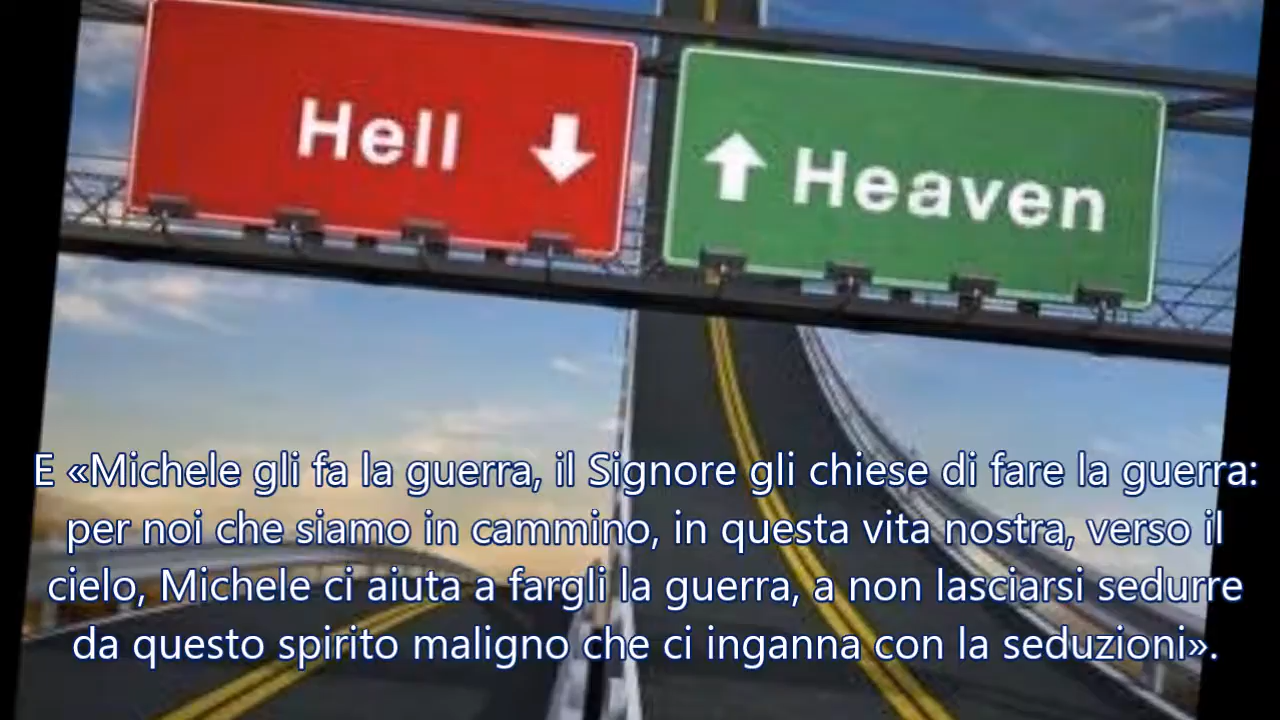 Hell
Heaven
E «Michele gli fa la guerra, il Signore gli chiese di fare la guerra:
per noi che siamo in cammino, in questa vita nostra, verso il
cielo, Michele ci aiuta a fargli la guerra, a non lasciarsi sedurre
da questo spirito maligno che ci inganna con la seduzioni».